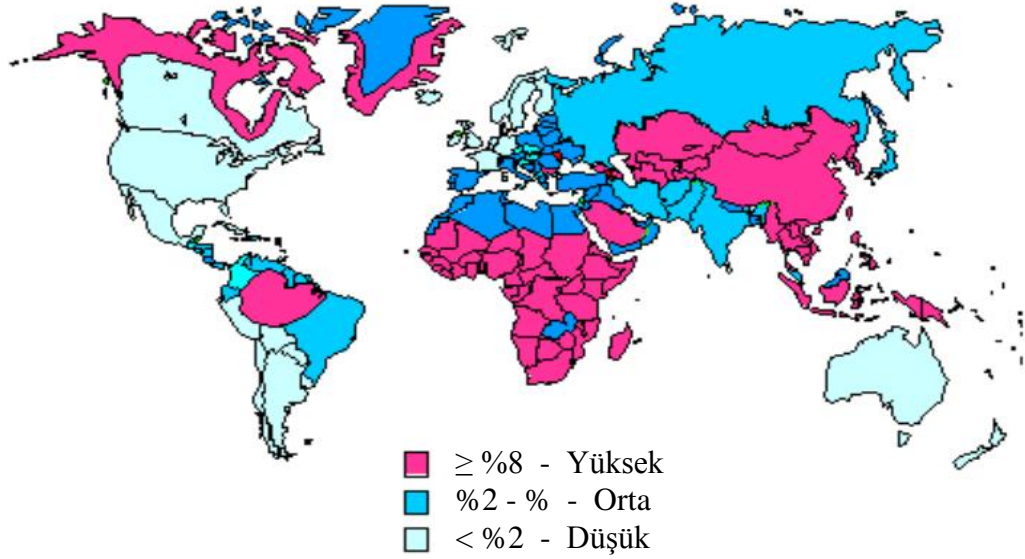 ≥ %8 - Yüksek
%2 - % - Orta
< %2 - Düşük